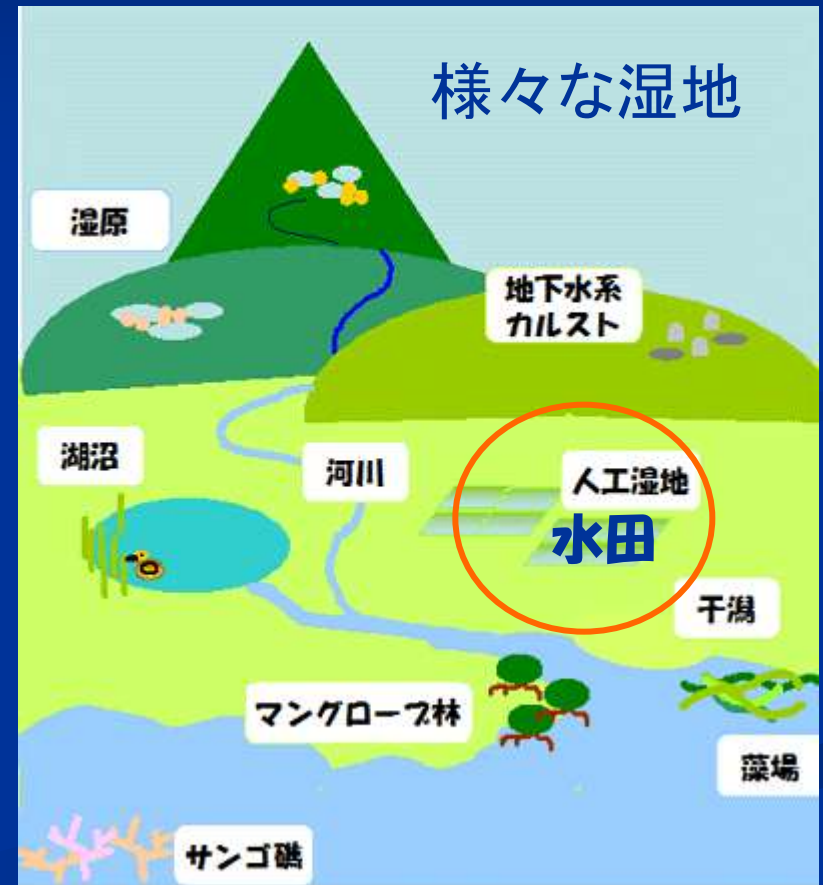 様々な湿地
湿原
地下水系
カルスト
湖沼
河川
人工湿地
水田
干潟
マングローブ林
藻場
サンゴ礁